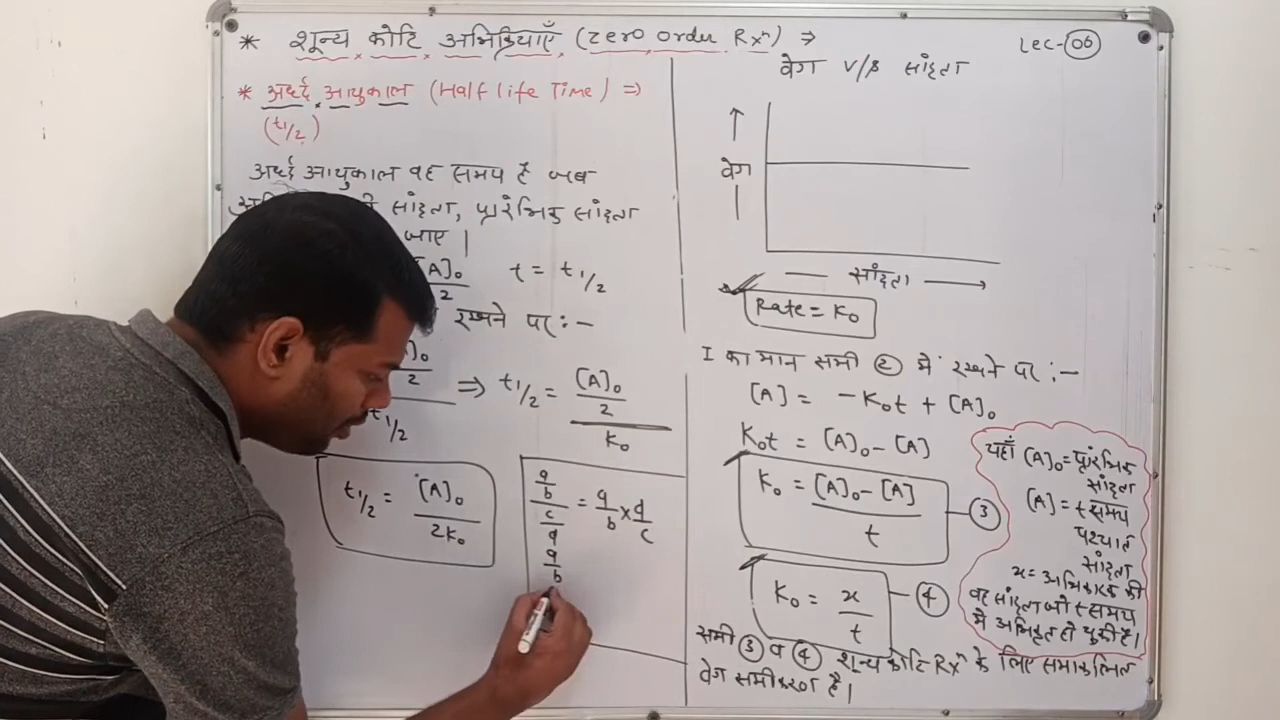 * शून्य कोटि अभिक्रियाएँ (zero order Rxⁿ) ⇒
Lec-06
* अर्ध्द आयुकाल (Half life Time) ⇒
(t1/2)
अर्ध्द आयुकाल वह समय है जब
सांद्रता, प्रारंभिक सांद्रता
जाए।
[A]₀/2 t = t1/2
रखने पर:-
⇒ t1/2 = [A]₀/2 / K₀
t1/2
t1/2 = [A]₀ / 2K₀
a/b / c/d = a/b × d/c
a/b
वेग v/s सांद्रता
वेग
सांद्रता
Rate = K₀
I का मान समी ② में रखने पर:-
[A] = -K₀t + [A]₀
K₀t = [A]₀ - [A]
K₀ = [A]₀ - [A] / t - ③
K₀ = x / t - ④
यहाँ [A]₀ = प्रारंभिक
सांद्रता
[A] = t समय
पश्चात
सांद्रता
x = अभिकारक की
वह सांद्रता जो t समय
में अभिकृत हो चुकी है।
समी ③ व ④ शून्य कोटि Rxⁿ के लिए समाकलित
वेग समीकरण है।